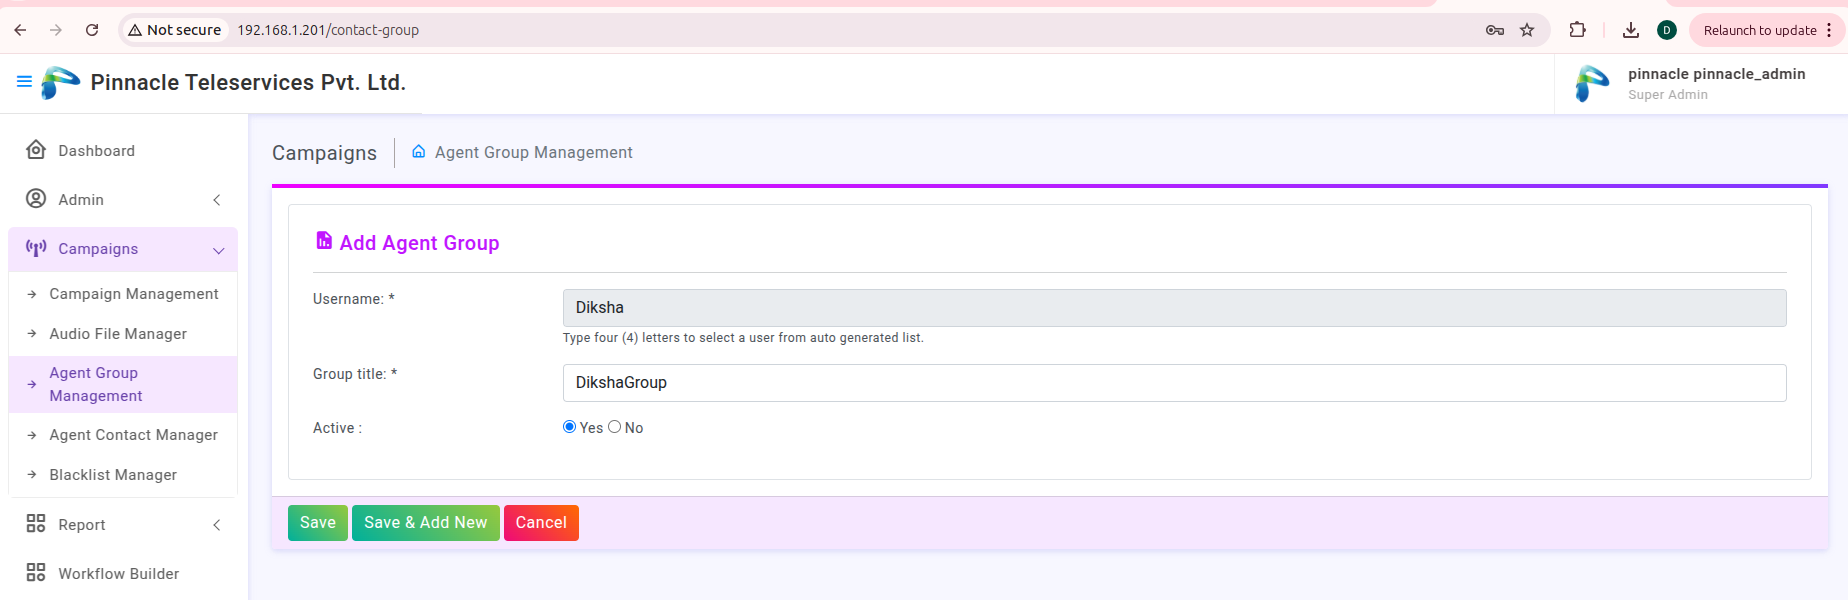 Not secure 192.168.1.201/contact-group
D Relaunch to update
Pinnacle Teleservices Pvt. Ltd.
pinnacle pinnacle_admin
Super Admin
Dashboard
Admin
Campaigns
Campaign Management
Audio File Manager
Agent Group
Management
Agent Contact Manager
Blacklist Manager
Report
Workflow Builder
Campaigns
Agent Group Management
Add Agent Group
Username: *
Diksha
Type four (4) letters to select a user from auto generated list.
Group title: *
DikshaGroup
Active :
Yes No
Save Save & Add New Cancel